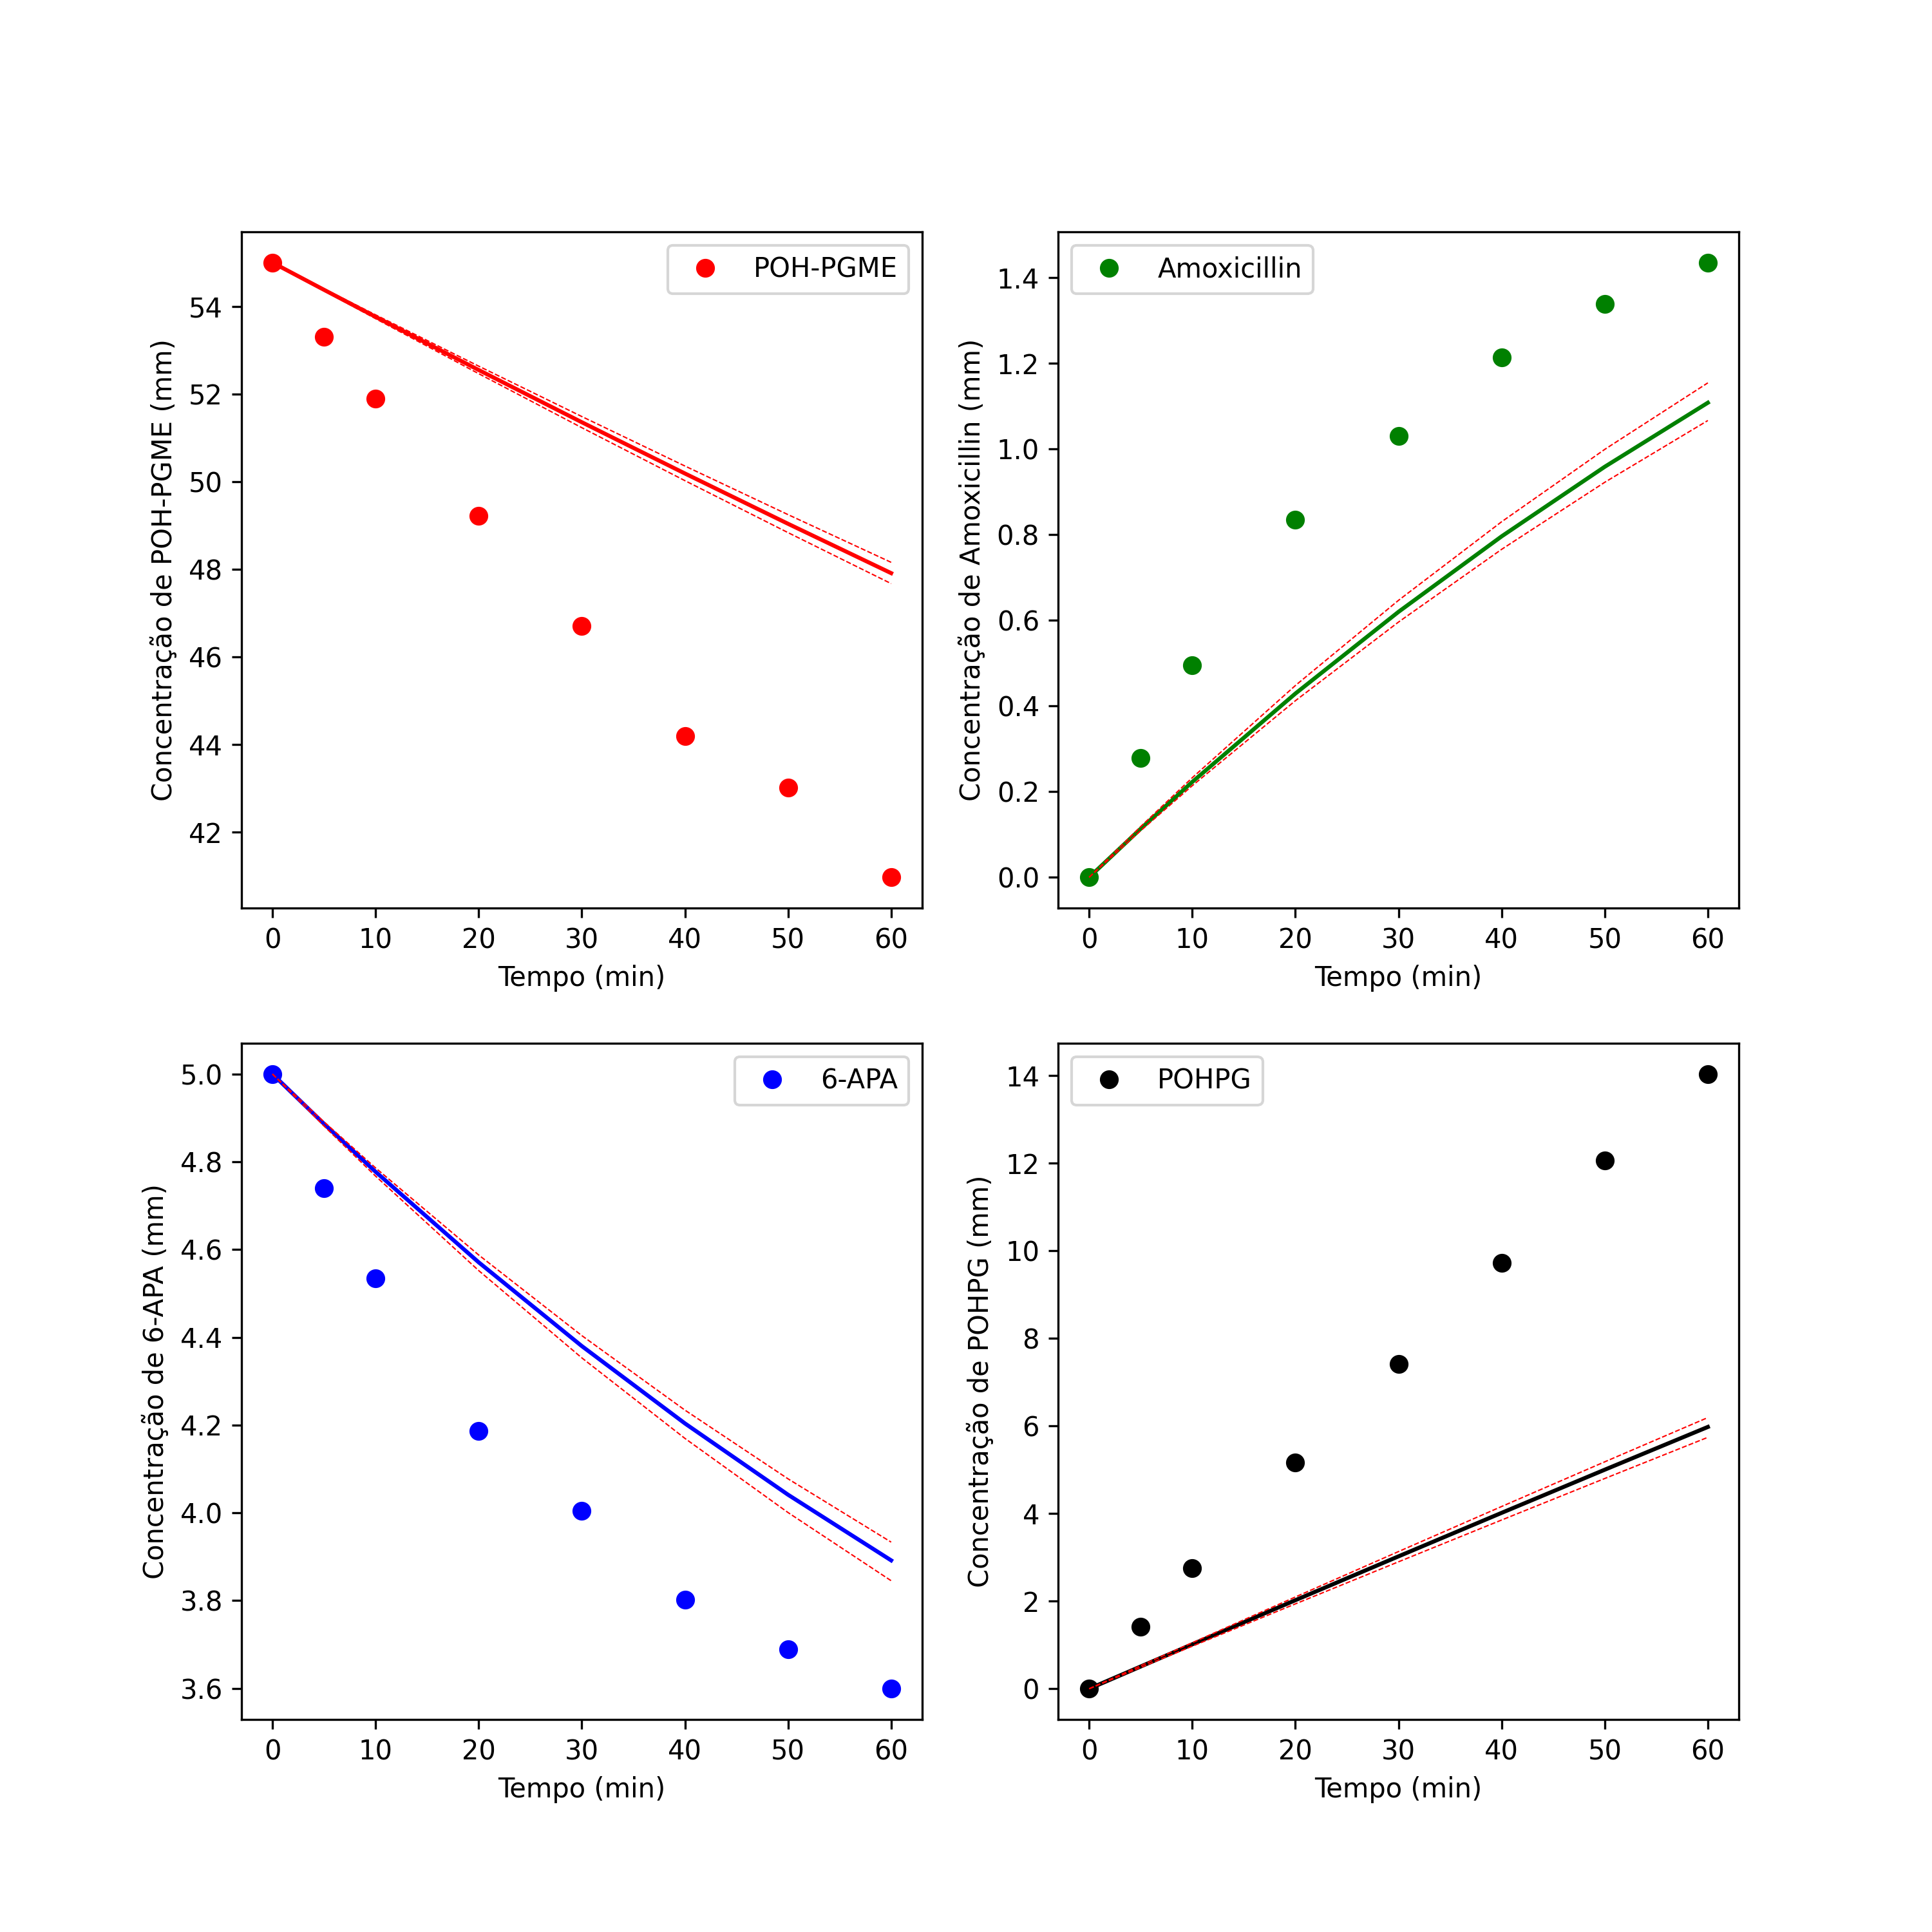 POH-PGME
Concentração de POH-PGME (mm)
54
52
50
48
46
44
42
0 10 20 30 40 50 60
Tempo (min)
Amoxicillin
Concentração de Amoxicillin (mm)
1.4
1.2
1.0
0.8
0.6
0.4
0.2
0.0
0 10 20 30 40 50 60
Tempo (min)
6-APA
Concentração de 6-APA (mm)
5.0
4.8
4.6
4.4
4.2
4.0
3.8
3.6
0 10 20 30 40 50 60
Tempo (min)
POHPG
Concentração de POHPG (mm)
14
12
10
8
6
4
2
0
0 10 20 30 40 50 60
Tempo (min)